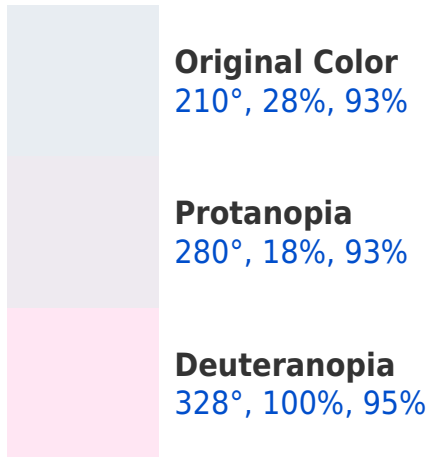 Original Color
210°, 28%, 93%
Protanopia
280°, 18%, 93%
Deuteranopia
328°, 100%, 95%